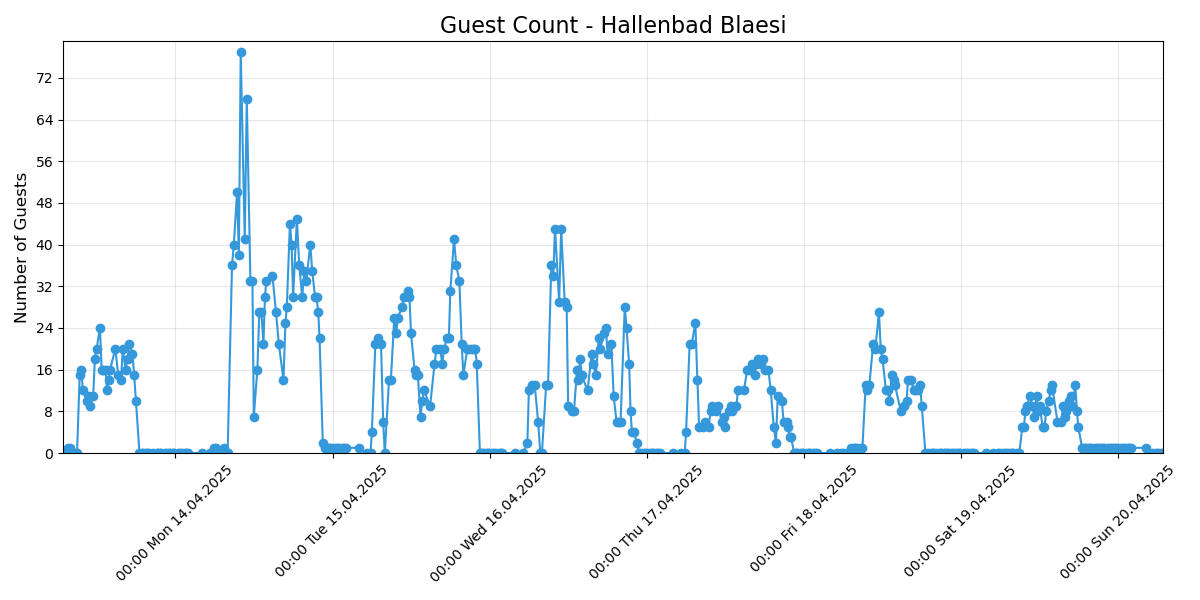 Guest Count - Hallenbad Blaesi
Number of Guests
72
64
56
48
40
32
24
16
8
0
00:00 Mon 14.04.2025
00:00 Tue 15.04.2025
00:00 Wed 16.04.2025
00:00 Thu 17.04.2025
00:00 Fri 18.04.2025
00:00 Sat 19.04.2025
00:00 Sun 20.04.2025